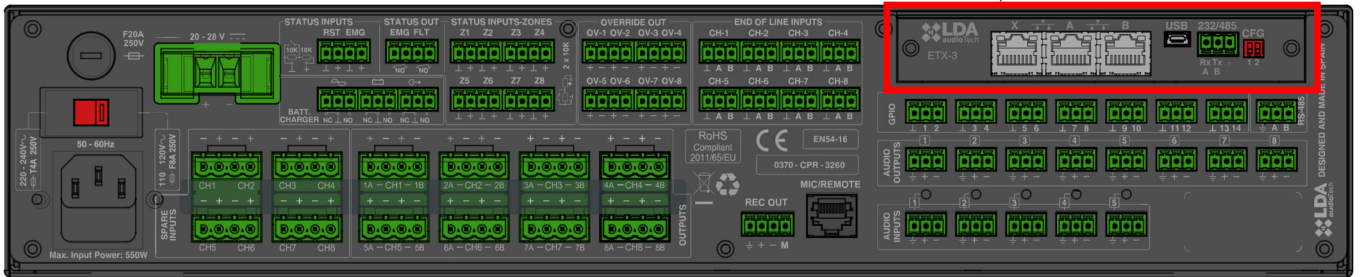 F20A
250V
20 - 28 V
50 - 60Hz
220 -240V~
T4A 250V
110 120V~
F8A 250V
Max. Input Power: 550W
STATUS INPUTS
RST EMG
10K 10K
STATUS OUT
EMG FLT
NO NO
BATT.
CHARGER
NC NO NC NO NC NO
STATUS INPUTS-ZONES
Z1 Z2 Z3 Z4
Z5 Z6 Z7 Z8
2 x 10K
OVERRIDE OUT
OV-1 OV-2 OV-3 OV-4
OV-5 OV-6 OV-7 OV-8
END OF LINE INPUTS
CH-1 CH-2 CH-3 CH-4
A B A B A B A B
CH-5 CH-6 CH-7 CH-8
A B A B A B A B
SPARE
INPUTS
CH1 CH2 CH3 CH4
CH5 CH6 CH7 CH8
1A - CH1 - 1B 2A - CH2 - 2B 3A - CH3 - 3B 4A - CH4 - 4B
5A - CH5 - 5B 6A - CH6 - 6B 7A - CH7 - 7B 8A - CH8 - 8B
OUTPUTS
RoHS
Compliant
2011/65/EU
CE
EN54-16
0370 - CPR - 3260
REC OUT
+ - M
MIC/REMOTE
LDA
audioTech
ETX-3
X A B
USB
232/485
Rx Tx
A B
CFG
1 2
GPIO
1 2 3 4 5 6 7 8 9 10 11 12 13 14
A B
RS-485
AUDIO
OUTPUTS
1 2 3 4 5 6 7 8
AUDIO
INPUTS
1 2 3 4 5
DESIGNED AND MADE IN SPAIN
LDA
audioTech